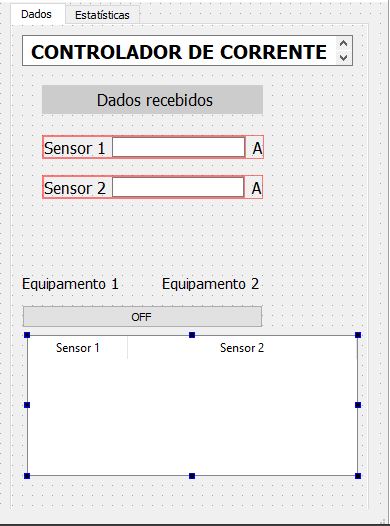 Dados Estatísticas
CONTROLADOR DE CORRENTE
Dados recebidos
Sensor 1 A
Sensor 2 A
Equipamento 1 Equipamento 2
OFF
Sensor 1 Sensor 2